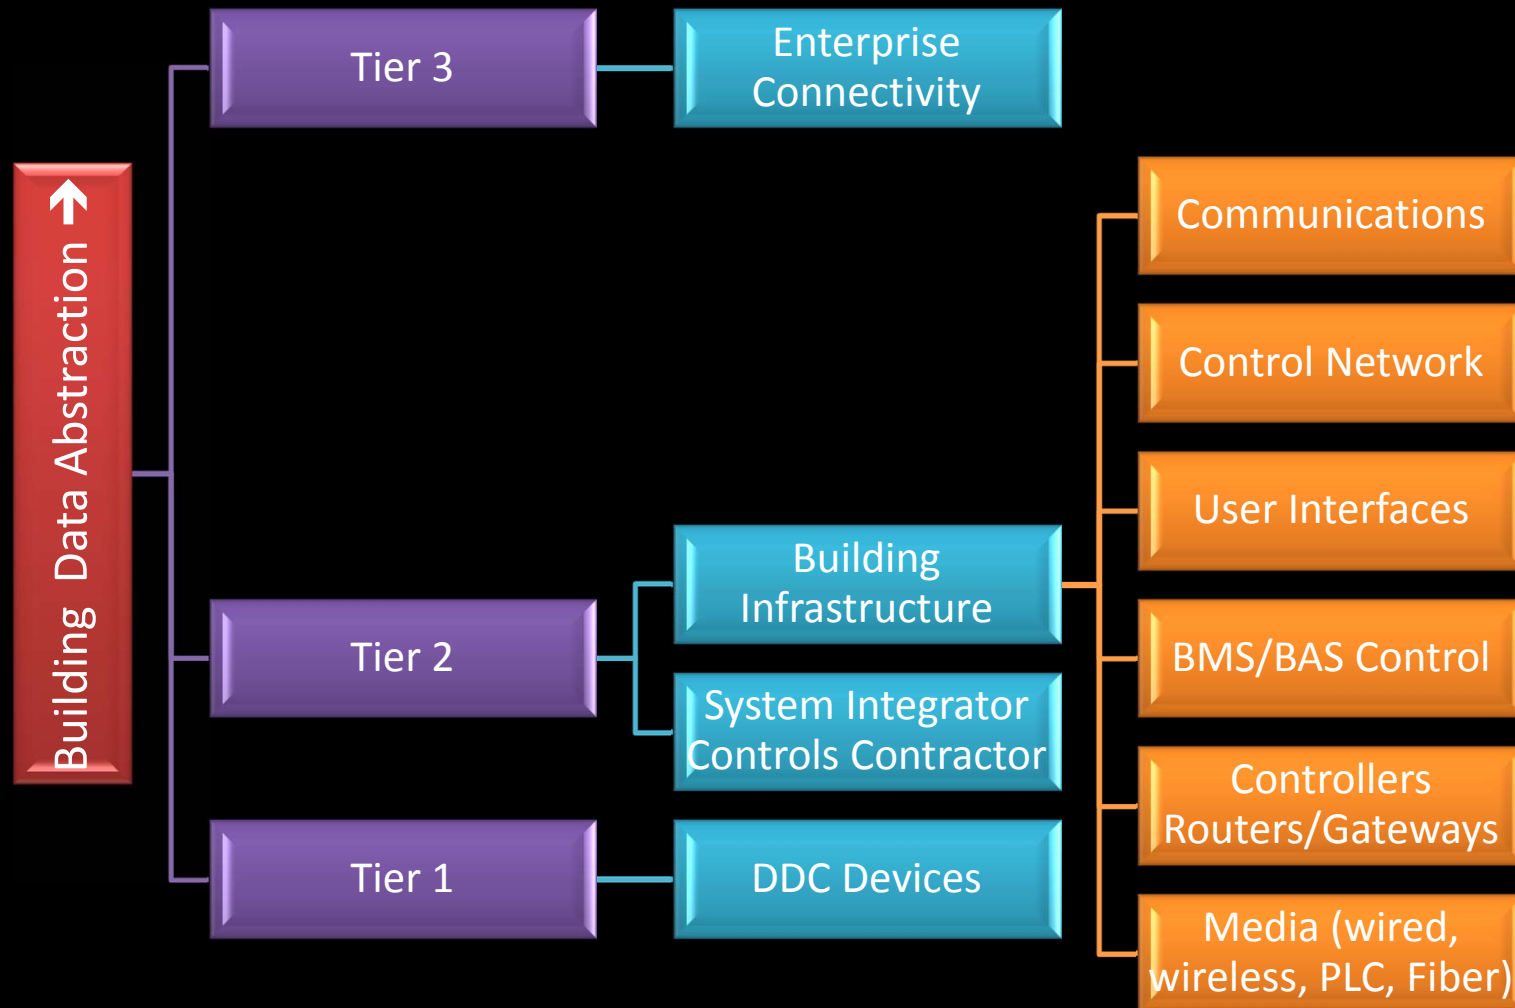 Building Data Abstraction →
Tier 3
Enterprise
Connectivity
Tier 2
Building
Infrastructure
System Integrator
Controls Contractor
Tier 1
DDC Devices
Communications
Control Network
User Interfaces
BMS/BAS Control
Controllers
Routers/Gateways
Media (wired,
wireless, PLC, Fiber)